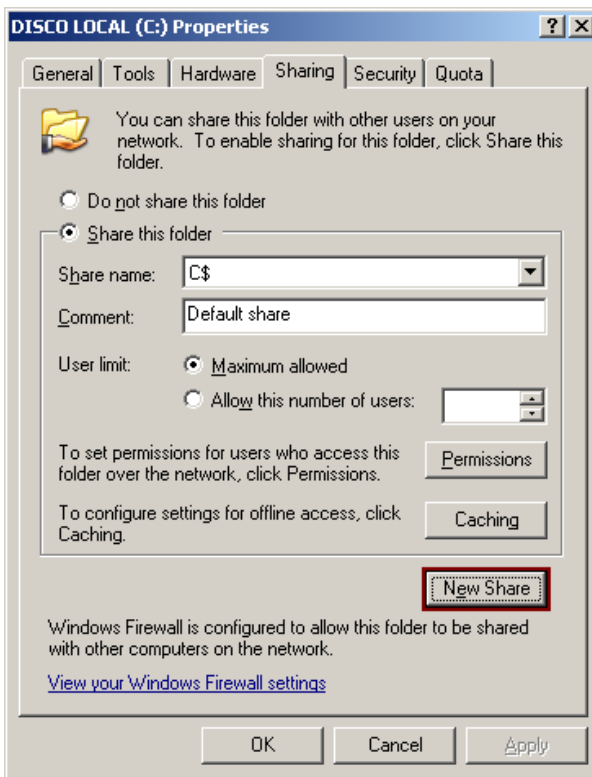 DISCO LOCAL (C:) Properties
General Tools Hardware Sharing Security Quota
You can share this folder with other users on your
network. To enable sharing for this folder, click Share this
folder.
Do not share this folder
Share this folder
Share name: C$
Comment: Default share
User limit: Maximum allowed
Allow this number of users:
To set permissions for users who access this
folder over the network, click Permissions.
Permissions
To configure settings for offline access, click
Caching.
Caching
New Share
Windows Firewall is configured to allow this folder to be shared
with other computers on the network.
View your Windows Firewall settings
OK Cancel Apply